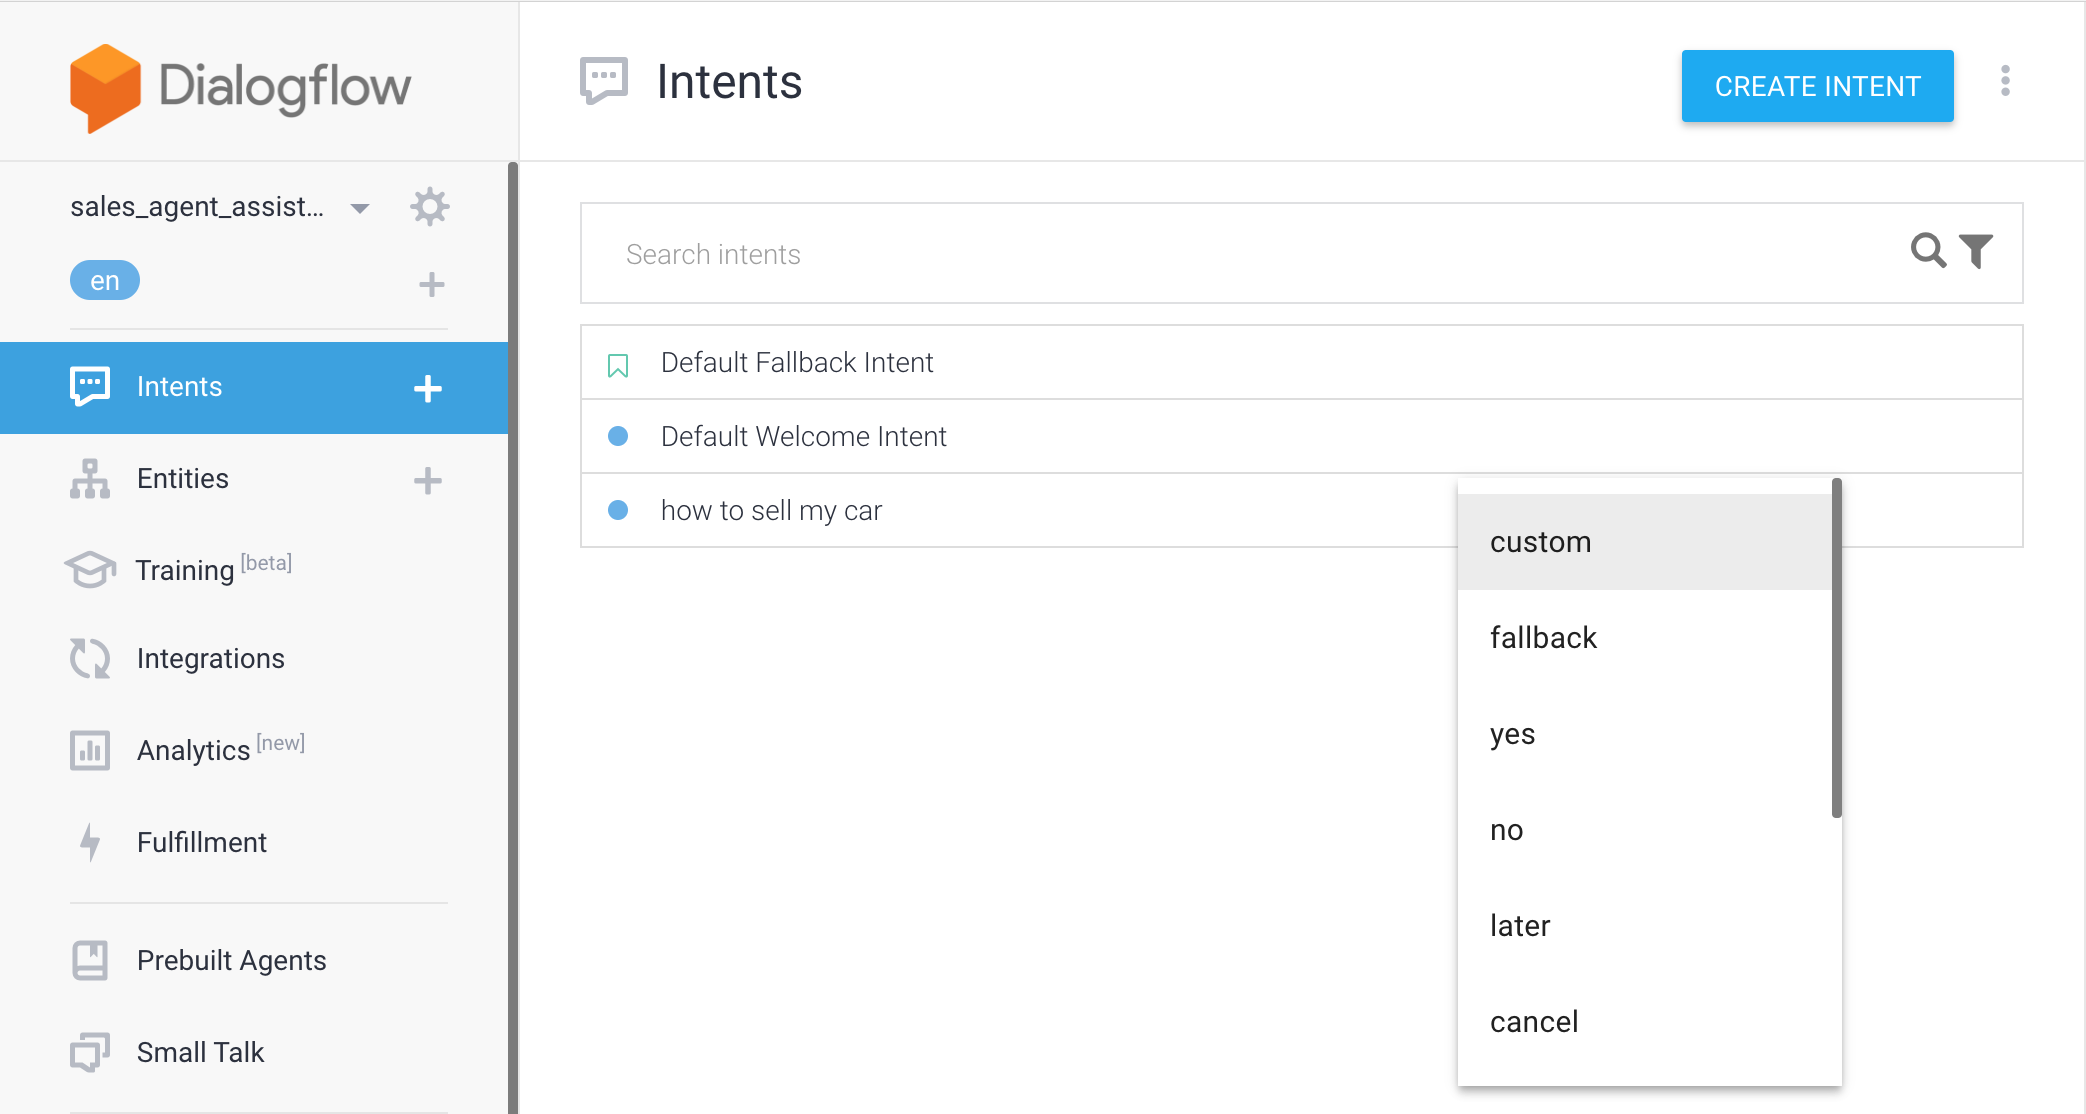 Dialogflow
sales_agent_assist...
en
Intents
Entities
Training [beta]
Integrations
Analytics [new]
Fulfillment
Prebuilt Agents
Small Talk
Intents
CREATE INTENT
Search intents
Default Fallback Intent
Default Welcome Intent
how to sell my car
custom
fallback
yes
no
later
cancel